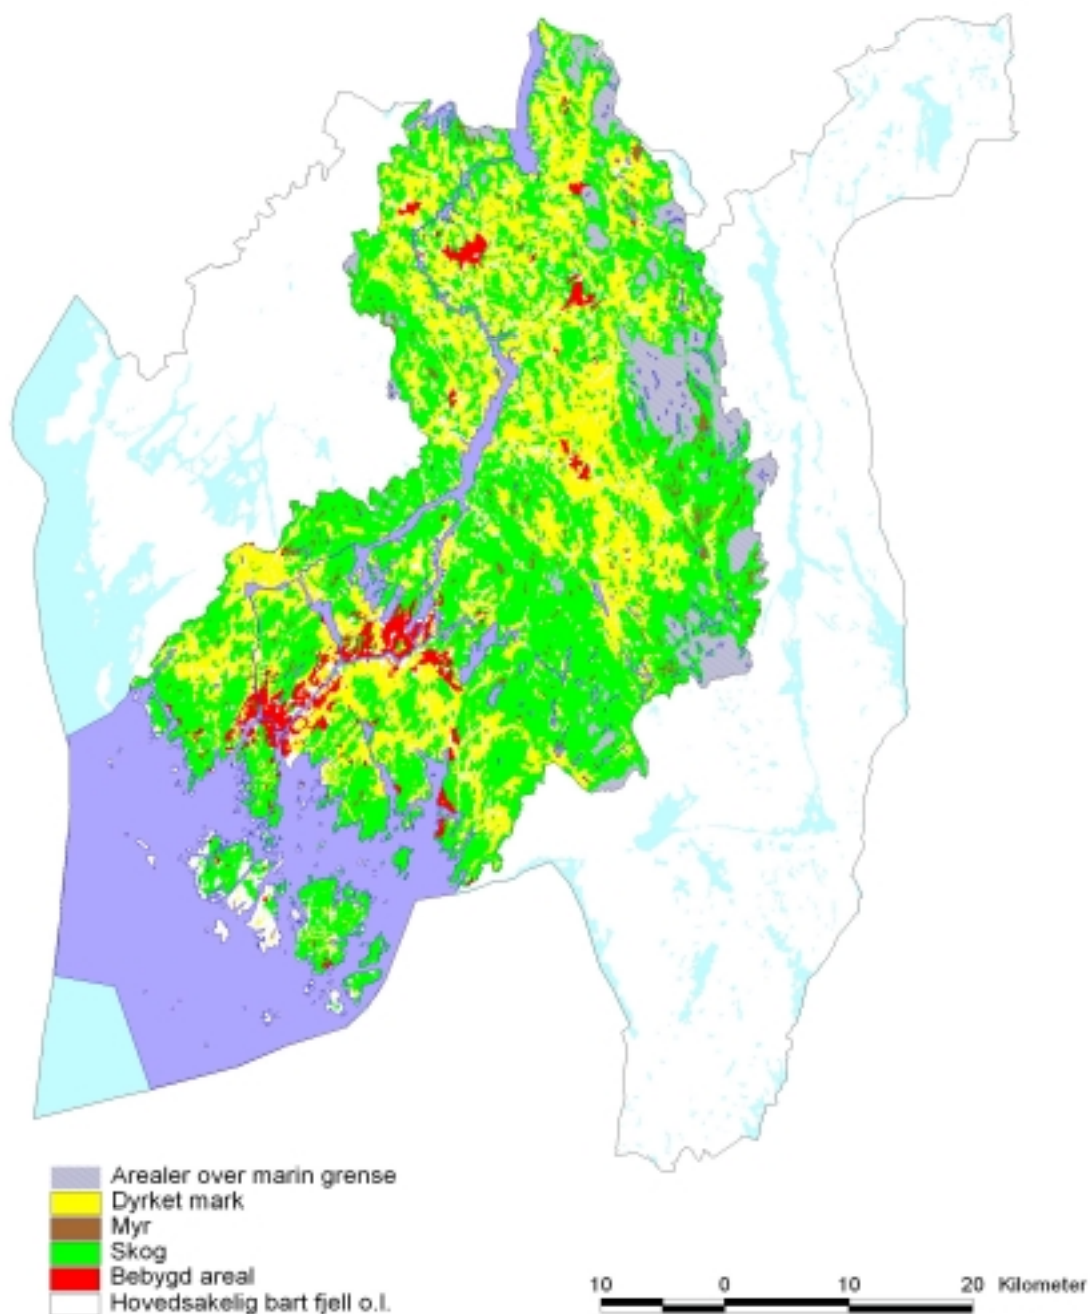 Arealer over marin grense
Dyrket mark
Myr
Skog
Bebygd areal
Hovedsakelig bart fjell o.l.
10 0 10 20 Kilometer